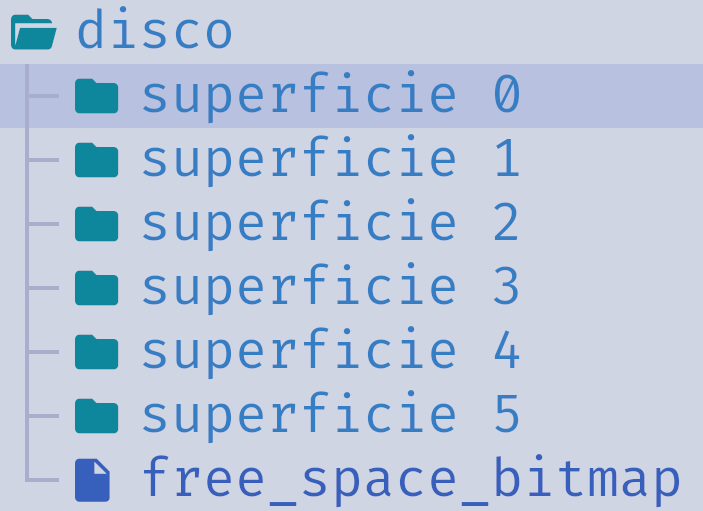 disco
superficie 0
superficie 1
superficie 2
superficie 3
superficie 4
superficie 5
free_space_bitmap